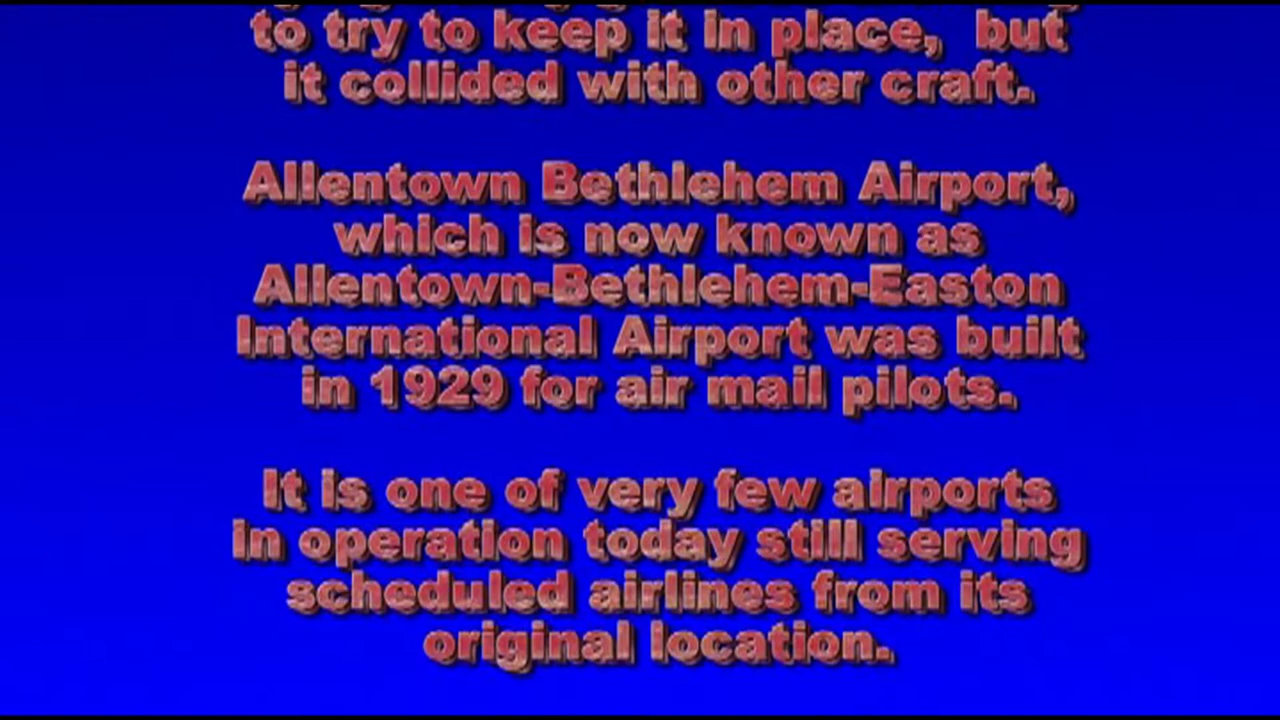 to try to keep it in place, but
it collided with other craft.
Allentown Bethlehem Airport,
which is now known as
Allentown-Bethlehem-Easton
International Airport was built
in 1929 for air mail pilots.
It is one of very few airports
in operation today still serving
scheduled airlines from its
original location.